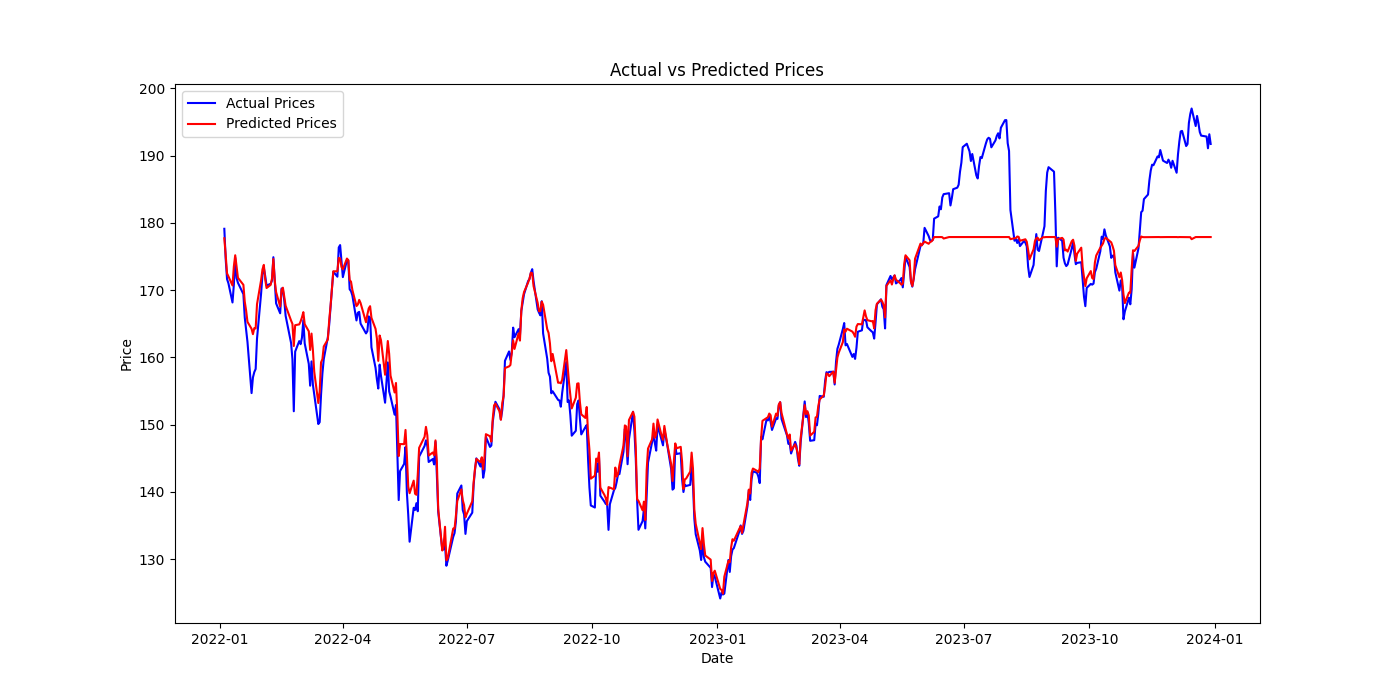 Actual vs Predicted Prices
Actual Prices
Predicted Prices
Price
200
190
180
170
160
150
140
130
2022-01 2022-04 2022-07 2022-10 2023-01 2023-04 2023-07 2023-10 2024-01
Date